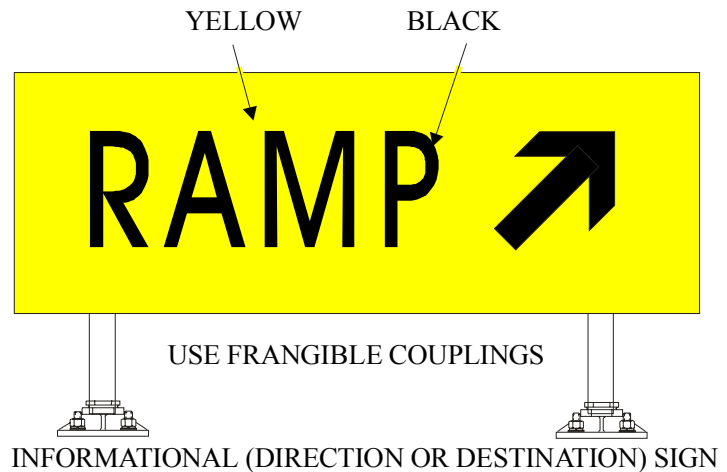 YELLOW BLACK
RAMP
USE FRANGIBLE COUPLINGS
INFORMATIONAL (DIRECTION OR DESTINATION) SIGN